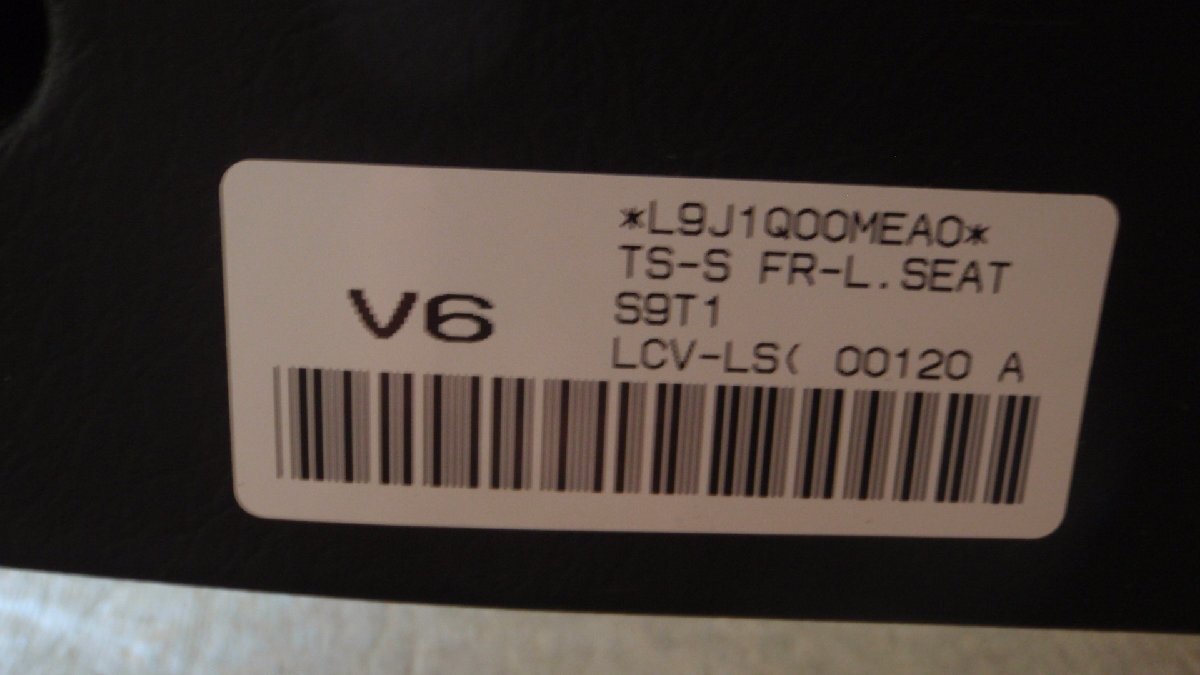 V6
*L9J1Q00MEA0*
TS-S FR-L.SEAT
S9T1
LCV-LS( 00120 A